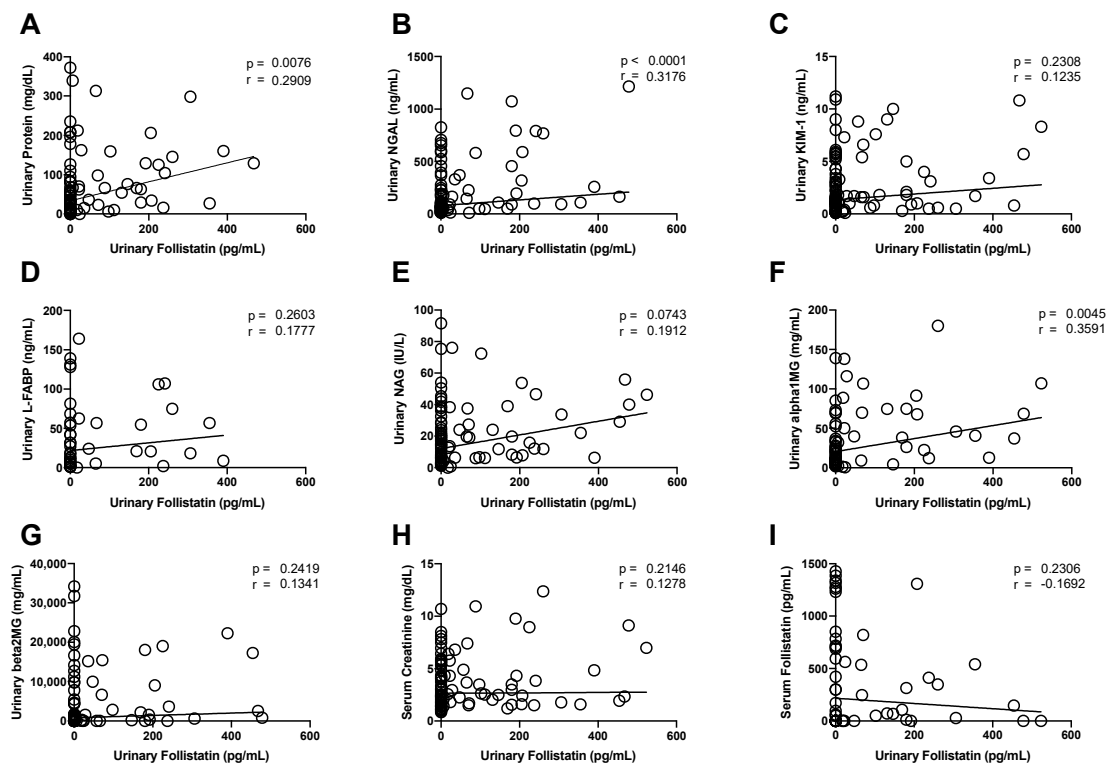 A
p = 0.0076
r = 0.2909
Urinary Protein (mg/dL)
400
300
200
100
0
0 200 400 600
Urinary Follistatin (pg/mL)
B
p < 0.0001
r = 0.3176
Urinary NGAL (ng/mL)
1500
1000
500
0
0 200 400 600
Urinary Follistatin (pg/mL)
C
p = 0.2308
r = 0.1235
Urinary KIM-1 (ng/mL)
15
10
5
0
0 200 400 600
Urinary Follistatin (pg/mL)
D
p = 0.2603
r = 0.1777
Urinary L-FABP (ng/mL)
200
150
100
50
0
0 200 400 600
Urinary Follistatin (pg/mL)
E
p = 0.0743
r = 0.1912
Urinary NAG (IU/L)
100
80
60
40
20
0
0 200 400 600
Urinary Follistatin (pg/mL)
F
p = 0.0045
r = 0.3591
Urinary alpha1MG (mg/mL)
200
150
100
50
0
0 200 400 600
Urinary Follistatin (pg/mL)
G
p = 0.2419
r = 0.1341
Urinary beta2MG (mg/mL)
40,000
30,000
20,000
10,000
0
0 200 400 600
Urinary Follistatin (pg/mL)
H
p = 0.2146
r = 0.1278
Serum Creatinine (mg/dL)
15
10
5
0
0 200 400 600
Urinary Follistatin (pg/mL)
I
p = 0.2306
r = -0.1692
Serum Follistatin (pg/mL)
1500
1000
500
0
0 200 400 600
Urinary Follistatin (pg/mL)